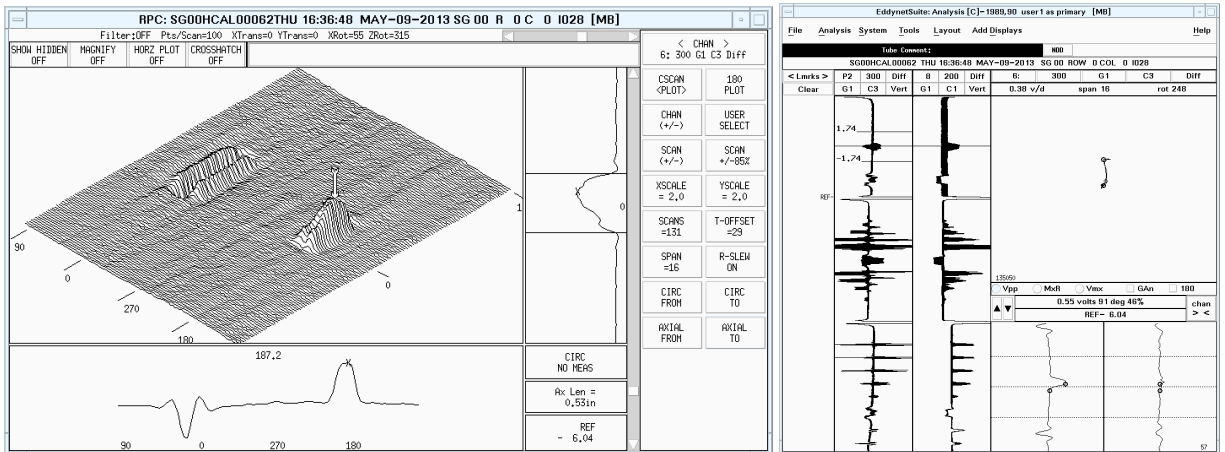 RPC: SG00HCAL00062THU 16:36:48 MAY-09-2013 SG 00 R 0 C 0 I028 [MB]
Filter:OFF Pts/Scan=100 XTrans=0 YTrans=0 XRot=55 ZRot=315
SHOW HIDDEN OFF
MAGNIFY OFF
HORZ PLOT OFF
CROSSHATCH OFF
< CHAN >
6: 300 G1 C3 Diff
CSCAN <PLOT>
180 PLOT
CHAN (+/-)
USER SELECT
SCAN (+/-)
SCAN +/-85%
XSCALE = 2.0
YSCALE = 2.0
SCANS =131
T-OFFSET =29
SPAN =16
R-SLEW ON
CIRC FROM
CIRC TO
AXIAL FROM
AXIAL TO
90
0
270
180
0
1
0
187.2
90
0
270
180
CIRC NO MEAS
Ax Len = 0.53in
REF - 6.04
EddynetSuite: Analysis [C]-1989,90 user1 as primary [MB]
File Analysis System Tools Layout Add Displays Help
Tube Comment: NDD
SG00HCAL00062 THU 16:36:48 MAY-09-2013 SG 00 ROW 0 COL 0 I028
< Lmrks > P2 300 Diff 8 200 Diff 6: 300 G1 C3 Diff
Clear G1 C3 Vert G1 C1 Vert 0.38 v/d span 16 rot 248
1.74
-1.74
REF-
135050
Vpp MxR Vmx GAn 180
0.55 volts 91 deg 46% chan
REF- 6.04 > <
57